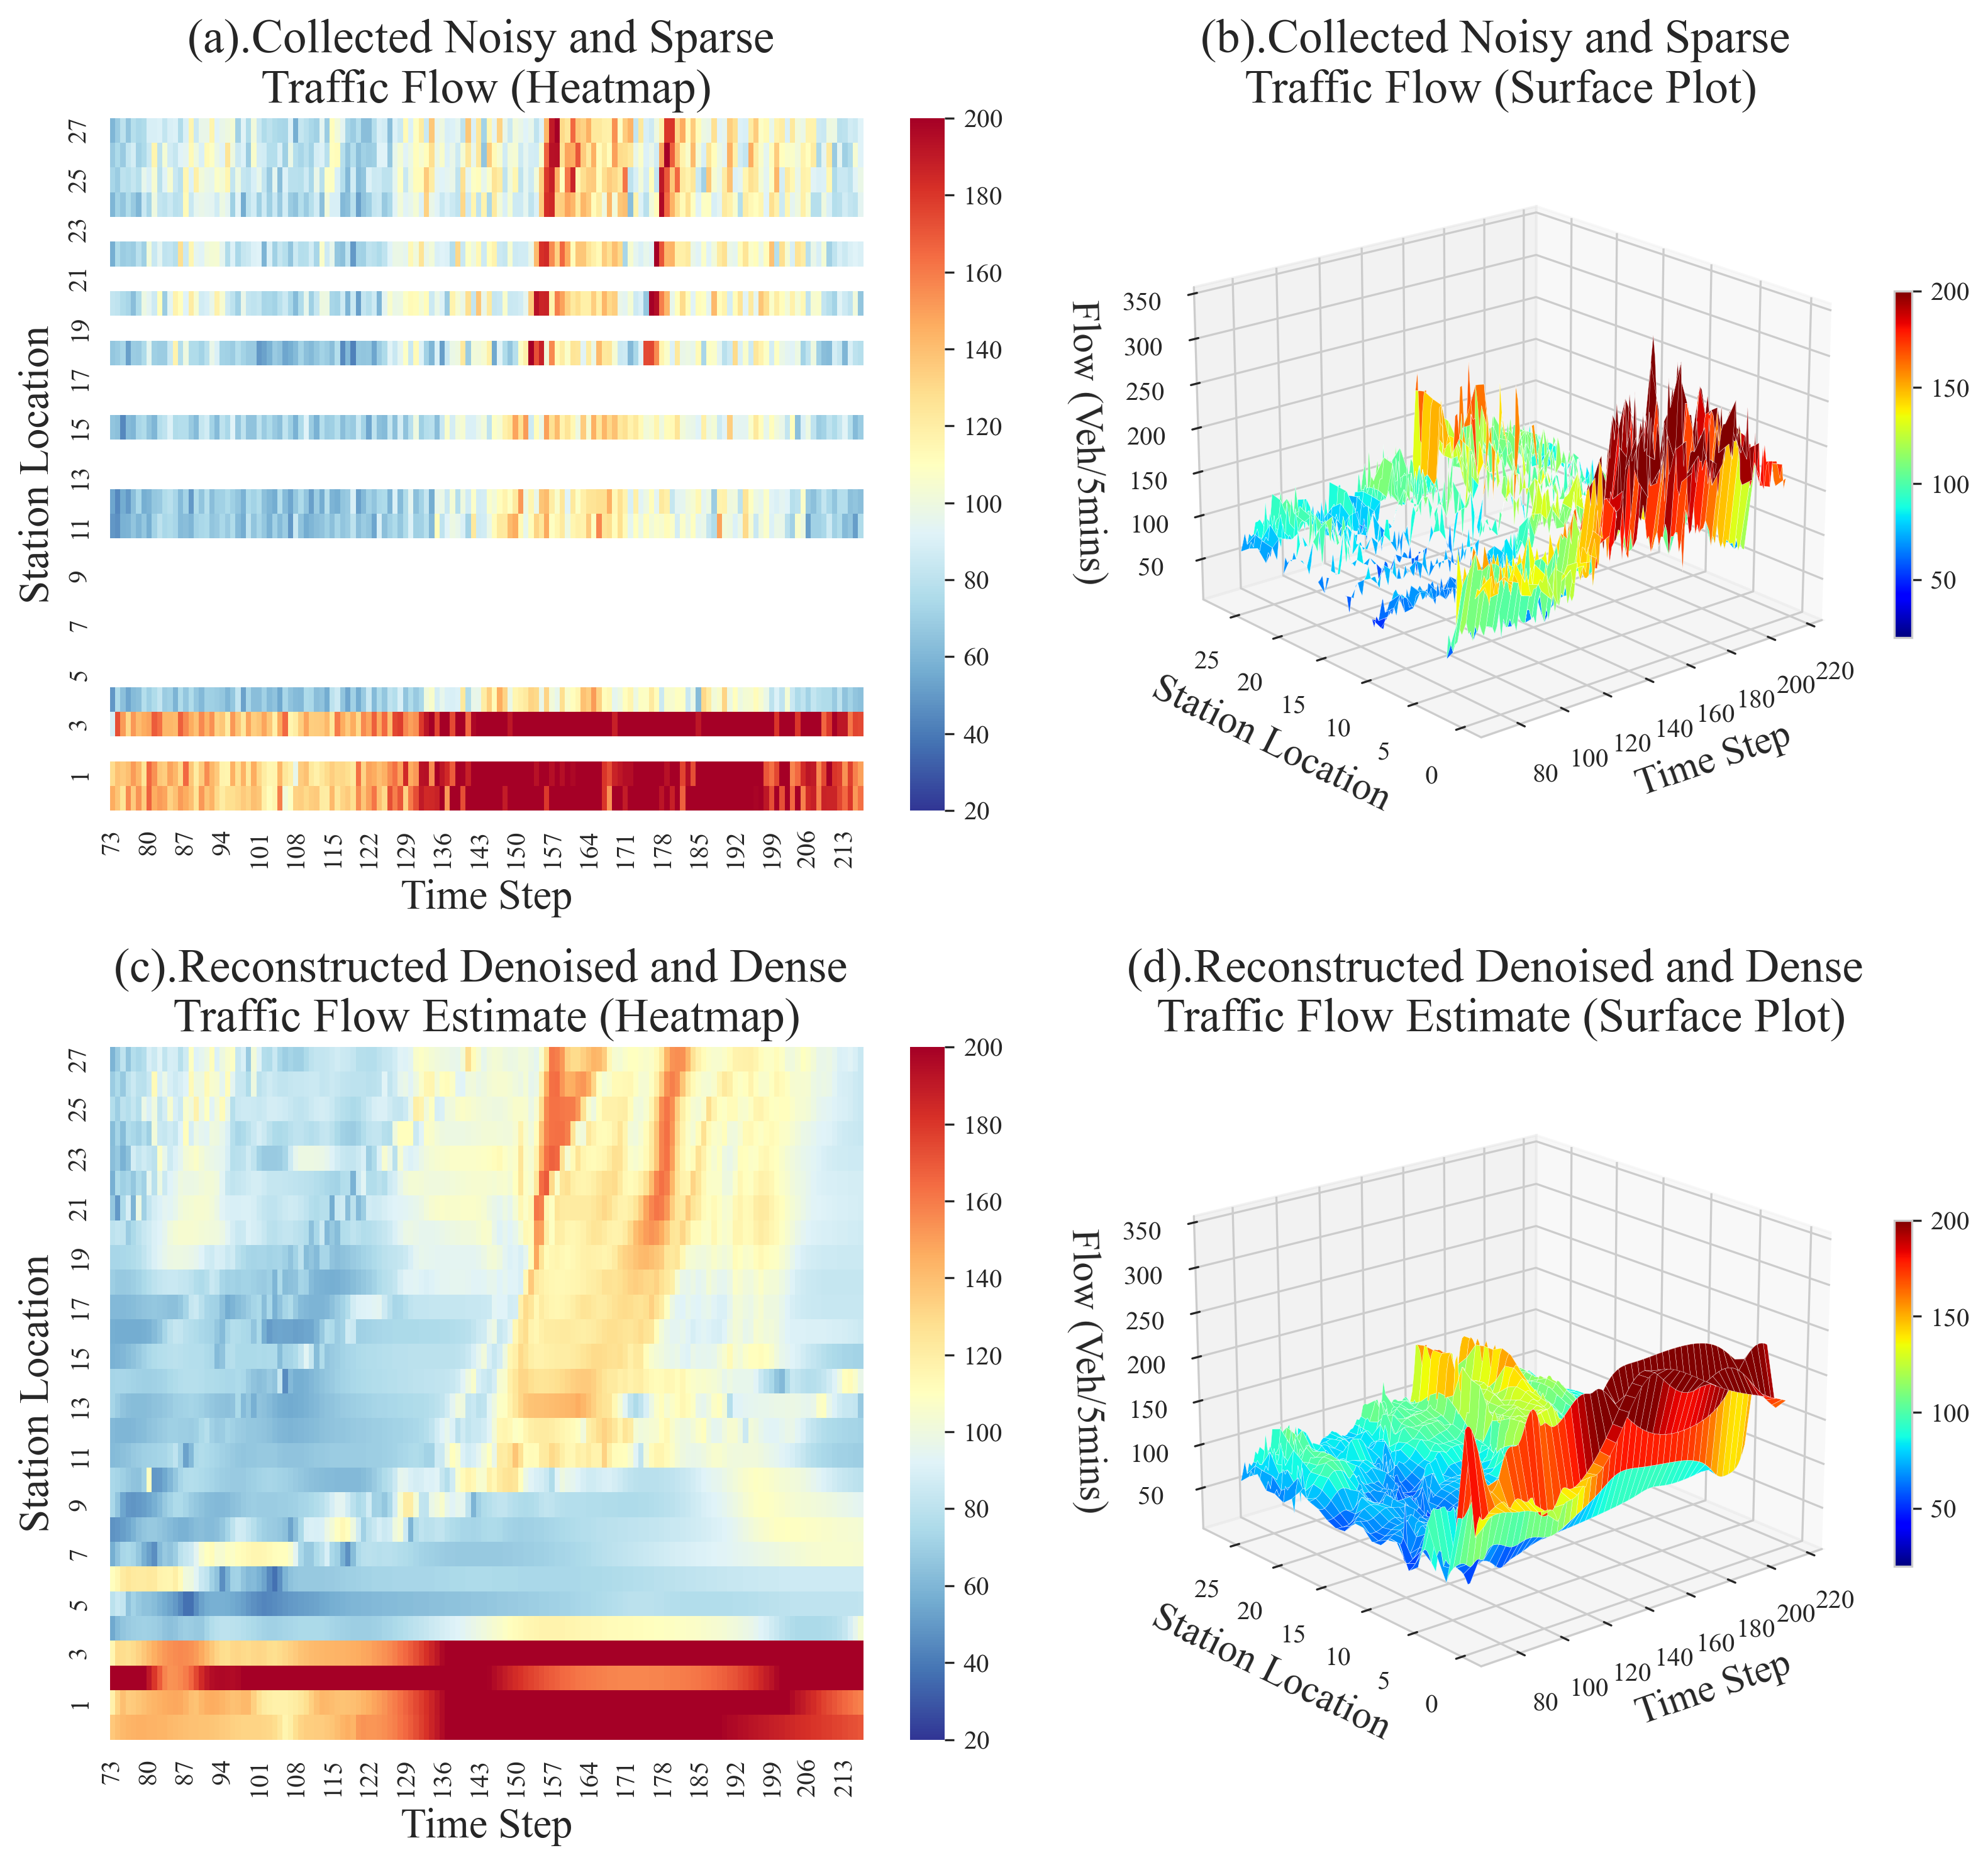 (a).Collected Noisy and Sparse
Traffic Flow (Heatmap)
27
25
23
21
19
17
15
13
11
9
7
5
3
1
Station Location
73 80 87 94 101 108 115 122 129 136 143 150 157 164 171 178 185 192 199 206 213
Time Step
200
180
160
140
120
100
80
60
40
20
(b).Collected Noisy and Sparse
Traffic Flow (Surface Plot)
350
300
250
200
150
100
50
Flow (Veh/5mins)
25 20 15 10 5 0
Station Location
80 100 120 140 160 180 200 220
Time Step
200
150
100
50
(c).Reconstructed Denoised and Dense
Traffic Flow Estimate (Heatmap)
27
25
23
21
19
17
15
13
11
9
7
5
3
1
Station Location
73 80 87 94 101 108 115 122 129 136 143 150 157 164 171 178 185 192 199 206 213
Time Step
200
180
160
140
120
100
80
60
40
20
(d).Reconstructed Denoised and Dense
Traffic Flow Estimate (Surface Plot)
350
300
250
200
150
100
50
Flow (Veh/5mins)
25 20 15 10 5 0
Station Location
80 100 120 140 160 180 200 220
Time Step
200
150
100
50